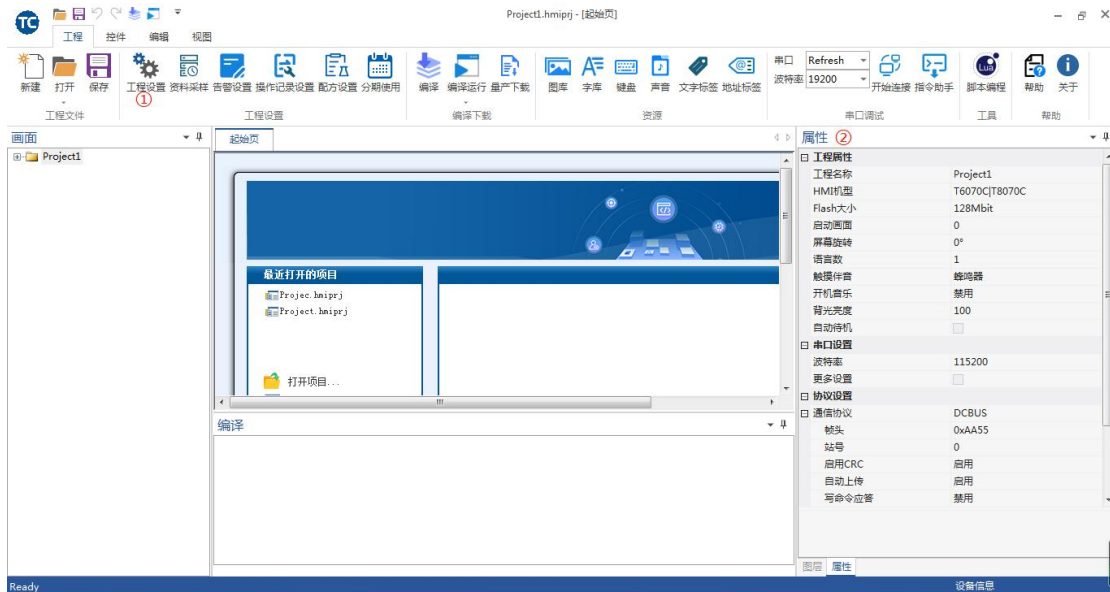 TC
Project1.hmiprj - [起始页]
工程 控件 编辑 视图
新建 打开 保存 工程设置 资料采样 告警设置 操作记录设置 配方设置 分期使用 编译 编译运行 量产下载 图库 字库 键盘 声音 文字标签 地址标签 串口 Refresh 波特率 19200 开始连接 指令助手 Lua 脚本编程 帮助 关于
①
工程文件 工程设置 编译下载 资源 串口调试 工具 帮助
画面
Project1
起始页
最近打开的项目
Projec.hmiprj
Project.hmiprj
打开项目...
编译
属性 ②
工程属性
工程名称 Project1
HMI机型 T6070C|T8070C
Flash大小 128Mbit
启动画面 0
屏幕旋转 0°
语言数 1
触摸伴音 蜂鸣器
开机音乐 禁用
背光亮度 100
自动待机
串口设置
波特率 115200
更多设置
协议设置
通信协议 DCBUS
帧头 0xAA55
站号 0
启用CRC 启用
自动上传 启用
写命令应答 禁用
图层 属性
Ready 设备信息